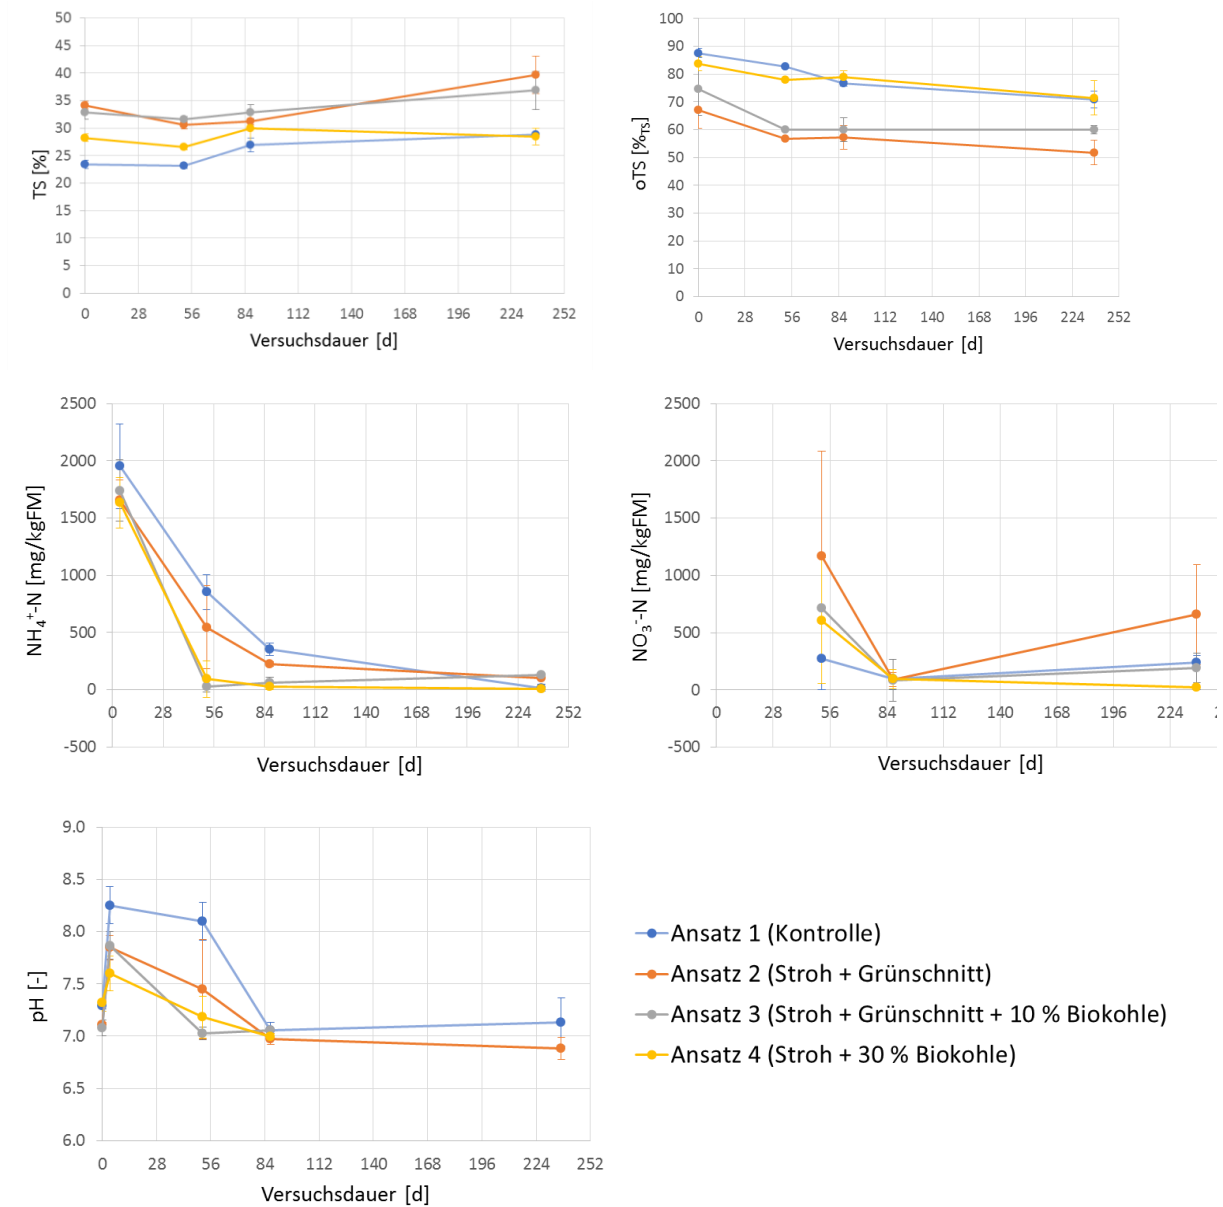 50
45
40
35
30
25
20
15
10
5
0
TS [%]
0 28 56 84 112 140 168 196 224 252
Versuchsdauer [d]
100
90
80
70
60
50
40
30
20
10
0
oTS [%TS]
0 28 56 84 112 140 168 196 224 252
Versuchsdauer [d]
2500
2000
1500
1000
500
0
-500
NH4+-N [mg/kgFM]
0 28 56 84 112 140 168 196 224 252
Versuchsdauer [d]
2500
2000
1500
1000
500
0
-500
NO3--N [mg/kgFM]
0 28 56 84 112 140 168 196 224
Versuchsdauer [d]
9.0
8.5
8.0
7.5
7.0
6.5
6.0
pH [-]
0 28 56 84 112 140 168 196 224 252
Versuchsdauer [d]
Ansatz 1 (Kontrolle)
Ansatz 2 (Stroh + Grünschnitt)
Ansatz 3 (Stroh + Grünschnitt + 10 % Biokohle)
Ansatz 4 (Stroh + 30 % Biokohle)